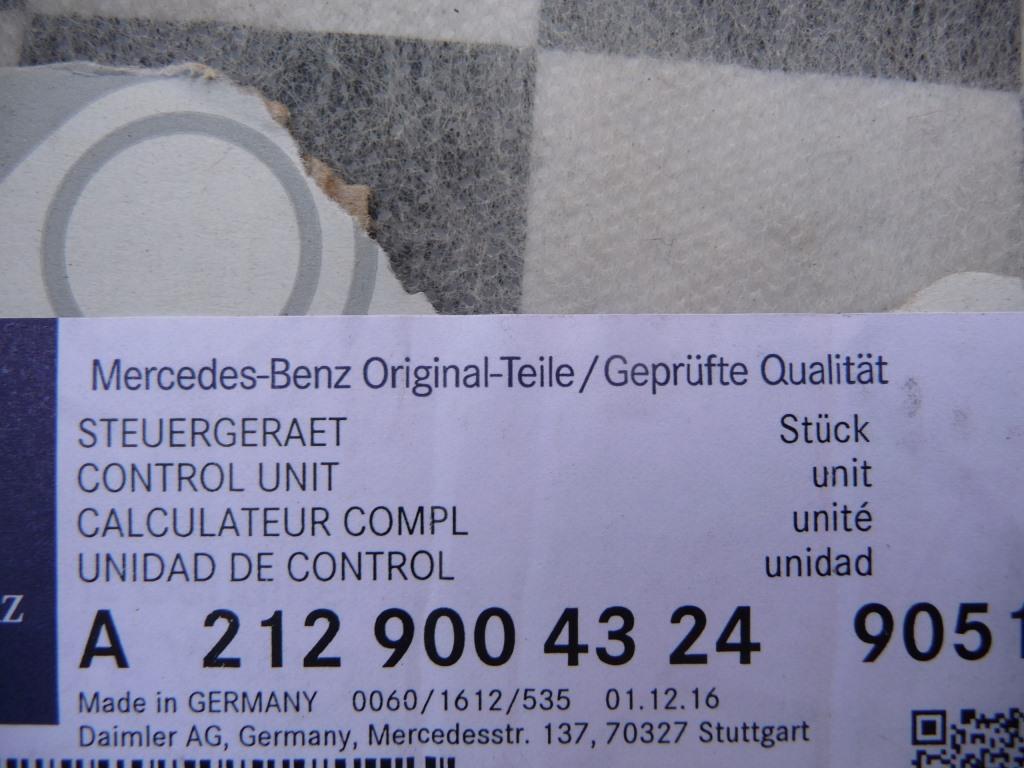 Mercedes-Benz Original-Teile/Geprüfte Qualität
STEUERGERAET Stück
CONTROL UNIT unit
CALCULATEUR COMPL unité
UNIDAD DE CONTROL unidad
Z
A 212 900 43 24 9051
Made in GERMANY 0060/1612/535 01.12.16
Daimler AG, Germany, Mercedesstr. 137, 70327 Stuttgart